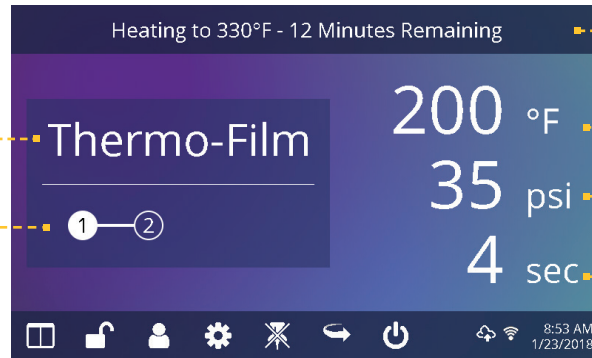 Heating to 330°F - 12 Minutes Remaining
Thermo-Film
1 2
200 °F
35 psi
4 sec
8:53 AM
1/23/2018